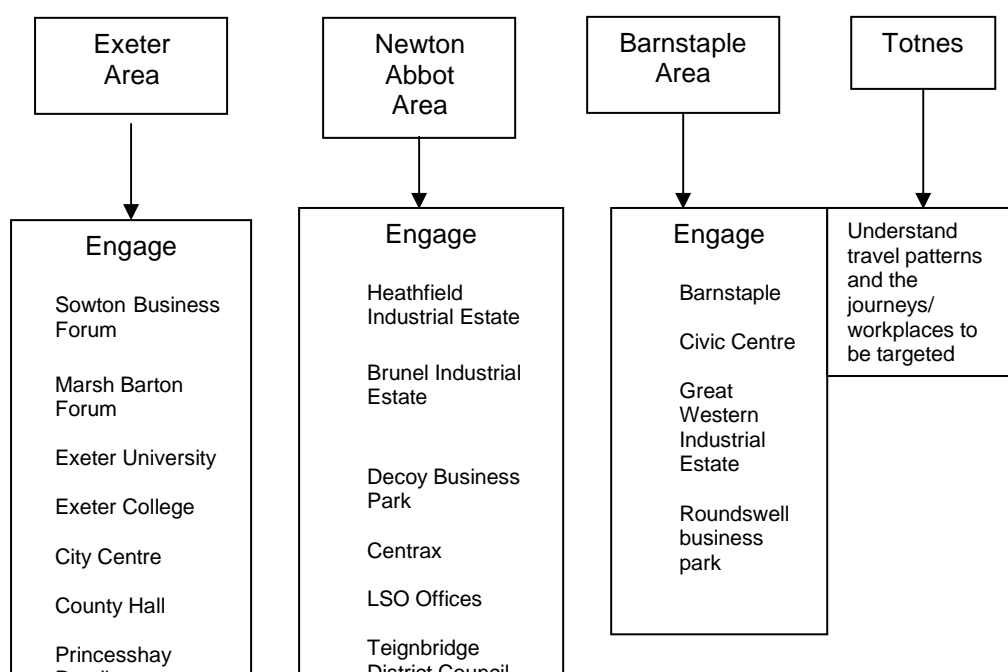 Exeter
Area
Engage
Sowton Business
Forum
Marsh Barton
Forum
Exeter University
Exeter College
City Centre
County Hall
Princesshay
Newton
Abbot
Area
Engage
Heathfield
Industrial Estate
Brunel Industrial
Estate
Decoy Business
Park
Centrax
LSO Offices
Teignbridge
District Council
Barnstaple
Area
Engage
Barnstaple
Civic Centre
Great
Western
Industrial
Estate
Roundswell
business
park
Totnes
Understand
travel patterns
and the
journeys/
workplaces to
be targeted